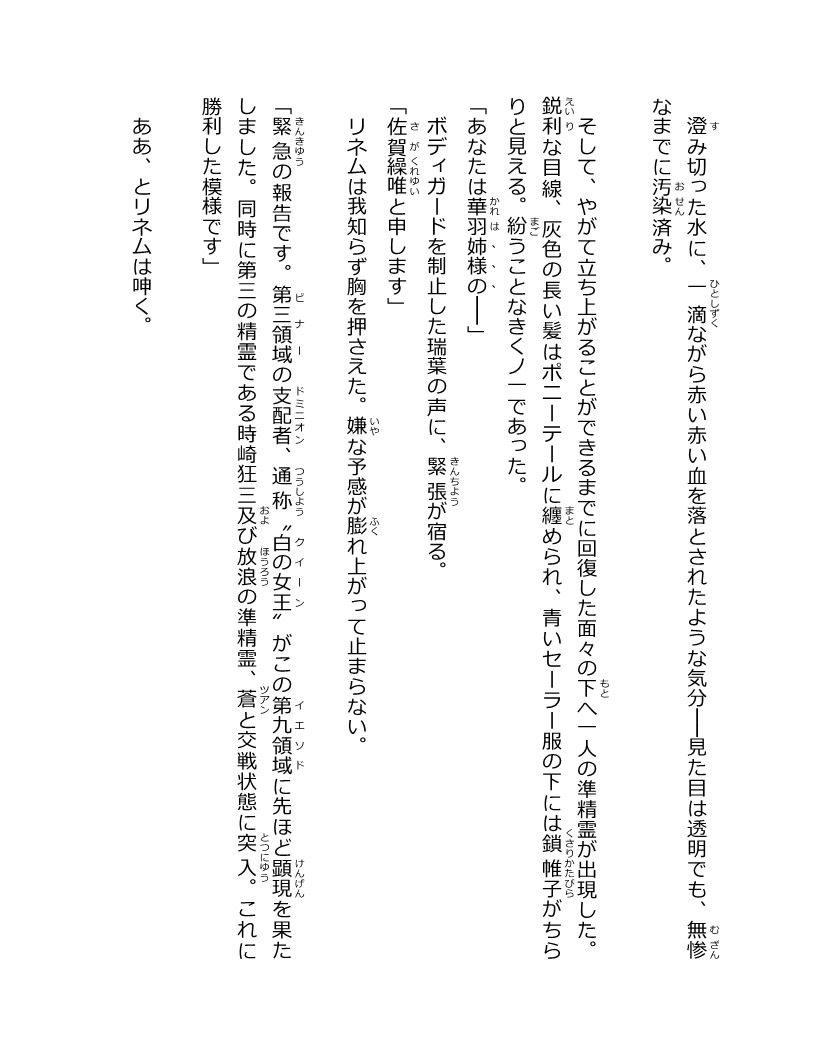 澄み切った水に、一滴ながら赤い赤い血を落とされたような気分――見た目は透明でも、無惨
なまでに汚染済み。
そして、やがて立ち上がることができるまでに回復した面々の下へ一人の準精霊が出現した。
鋭利な目線、灰色の長い髪はポニーテールに纏められ、青いセーラー服の下には鎖帷子がちら
りと見える。紛うことなきくノ一であった。
「あなたは華羽姉様の――」
ボディガードを制止した瑞葉の声に、緊張が宿る。
「佐賀繰唯と申します」
リネムは我知らず胸を押さえた。嫌な予感が膨れ上がって止まらない。
「緊急の報告です。第三領域の支配者、通称〝白の女王〟がこの第九領域に先ほど顕現を果た
しました。同時に第三の精霊である時崎狂三及び放浪の準精霊、蒼と交戦状態に突入。これに
勝利した模様です」
ああ、とリネムは呻く。